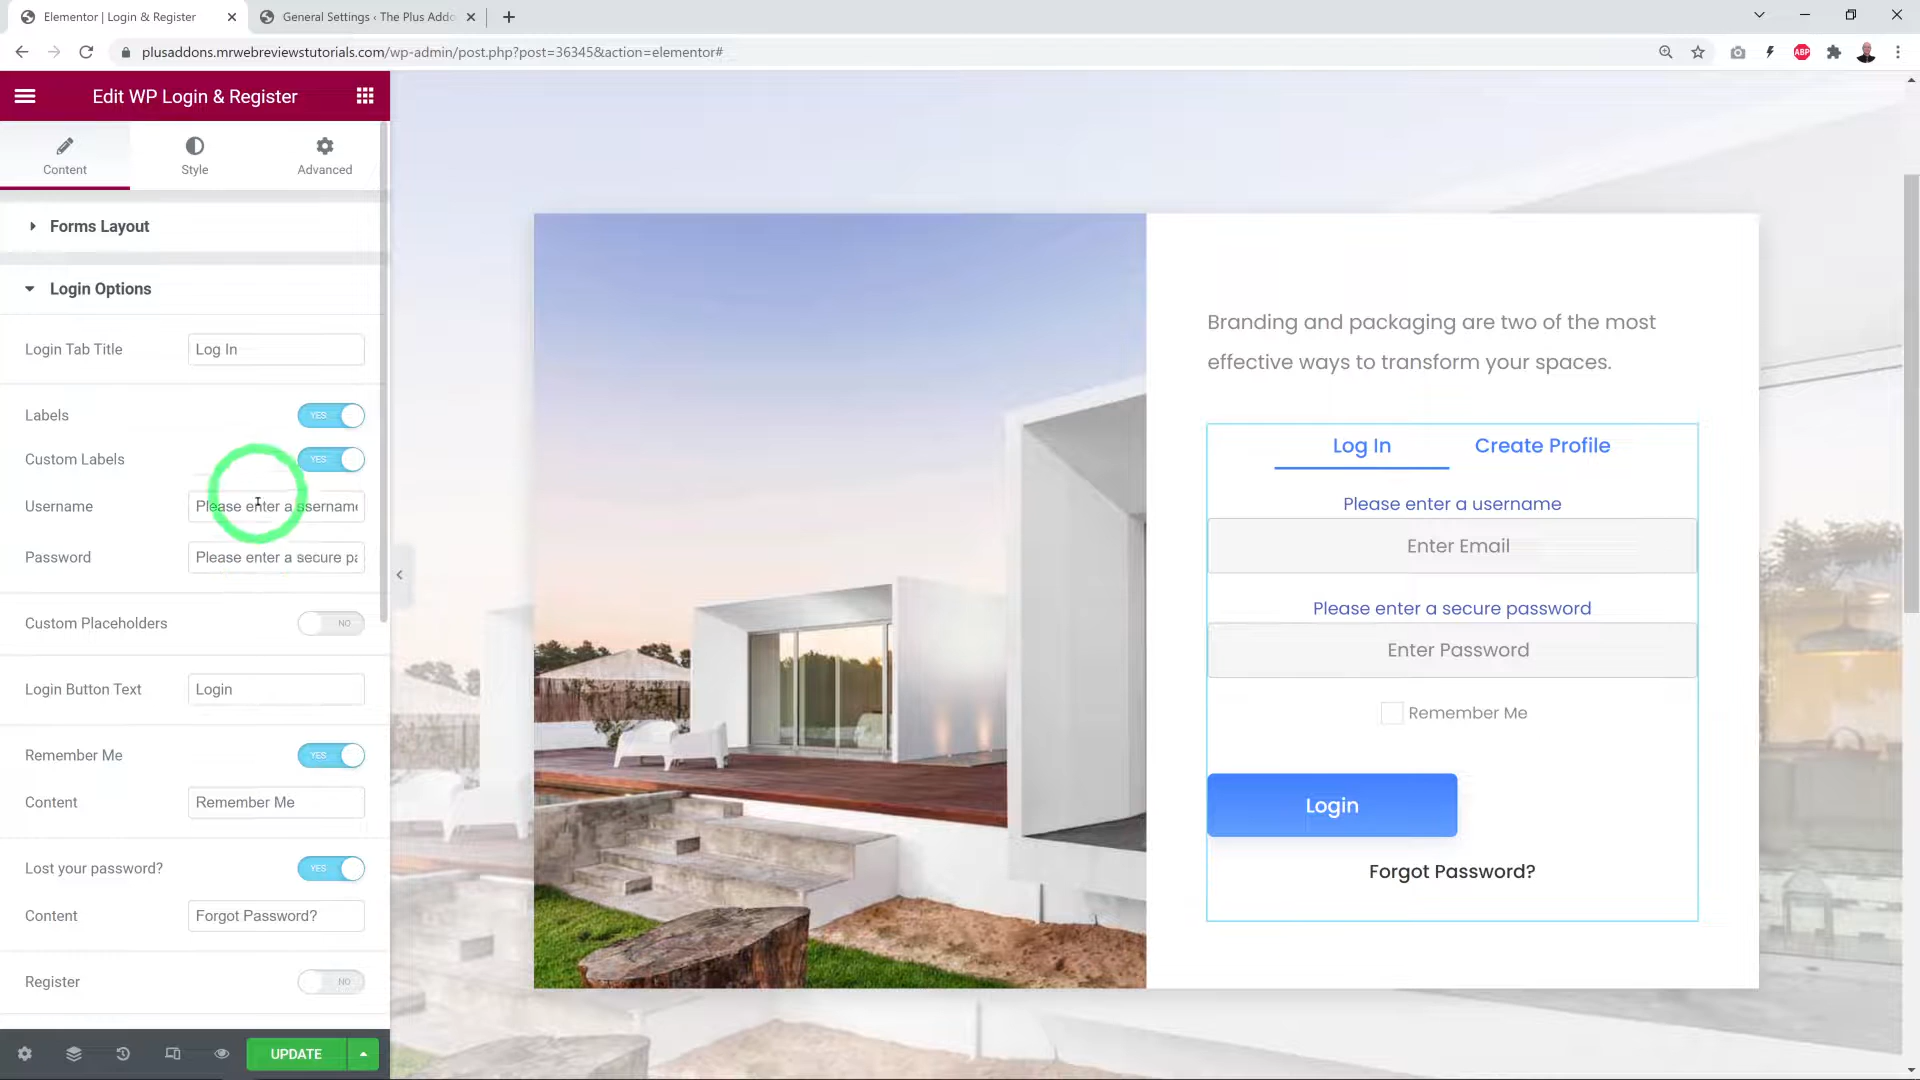 Elementor | Login & Register
General Settings ‹ The Plus Addo
plusaddons.mrwebreviewstutorials.com/wp-admin/post.php?post=36345&action=elementor#
ABP
Edit WP Login & Register
Content
Style
Advanced
Forms Layout
Login Options
Login Tab Title
Log In
Labels
YES
Custom Labels
YES
Username
Please enter a ssername
Password
Please enter a secure pa
Custom Placeholders
NO
Login Button Text
Login
Remember Me
YES
Content
Remember Me
Lost your password?
YES
Content
Forgot Password?
Register
NO
UPDATE
Branding and packaging are two of the most
effective ways to transform your spaces.
Log In
Create Profile
Please enter a username
Enter Email
Please enter a secure password
Enter Password
Remember Me
Login
Forgot Password?